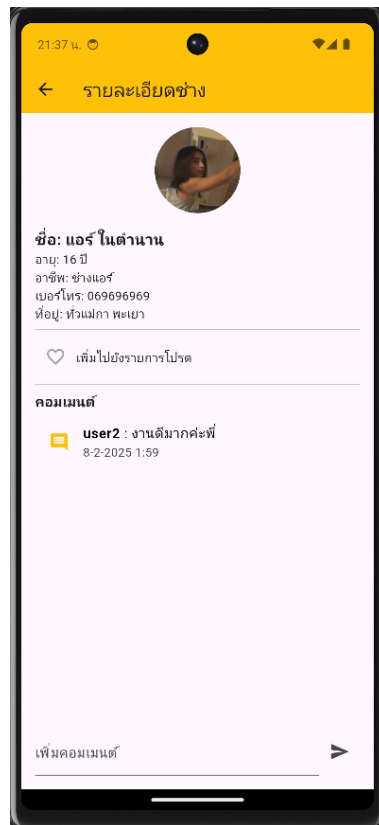 21:37 น.
รายละเอียดช่าง
ชื่อ: แอร์ ในตำนาน
อายุ: 16 ปี
อาชีพ: ช่างแอร์
เบอร์โทร: 069696969
ที่อยู่: ทั่วแม่กา พะเยา
เพิ่มไปยังรายการโปรด
คอมเมนต์
user2 : งานดีมากค่ะพี่
8-2-2025 1:59
เพิ่มคอมเมนต์